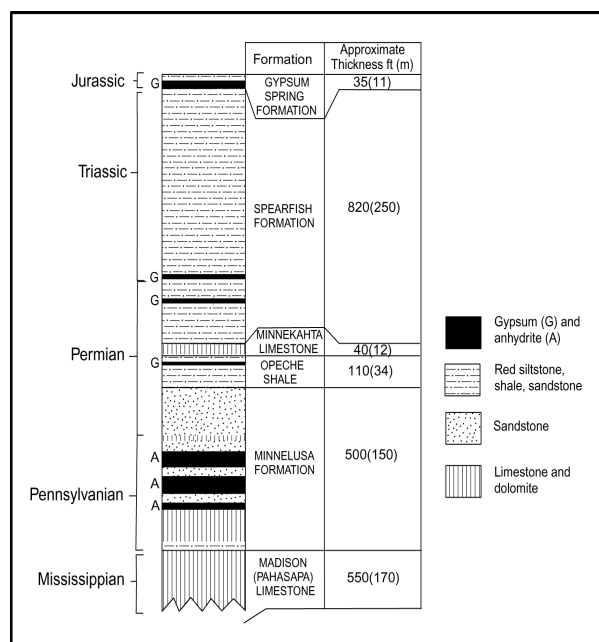 Formation
Approximate
Thickness ft (m)
Jurassic
G
GYPSUM
SPRING
FORMATION
35(11)
Triassic
SPEARFISH
FORMATION
820(250)
G
G
Permian
MINNEKAHTA
LIMESTONE
40(12)
G
OPECHE
SHALE
110(34)
MINNELUSA
FORMATION
500(150)
A
A
A
Pennsylvanian
Mississippian
MADISON
(PAHASAPA)
LIMESTONE
550(170)
Gypsum (G) and
anhydrite (A)
Red siltstone,
shale, sandstone
Sandstone
Limestone and
dolomite